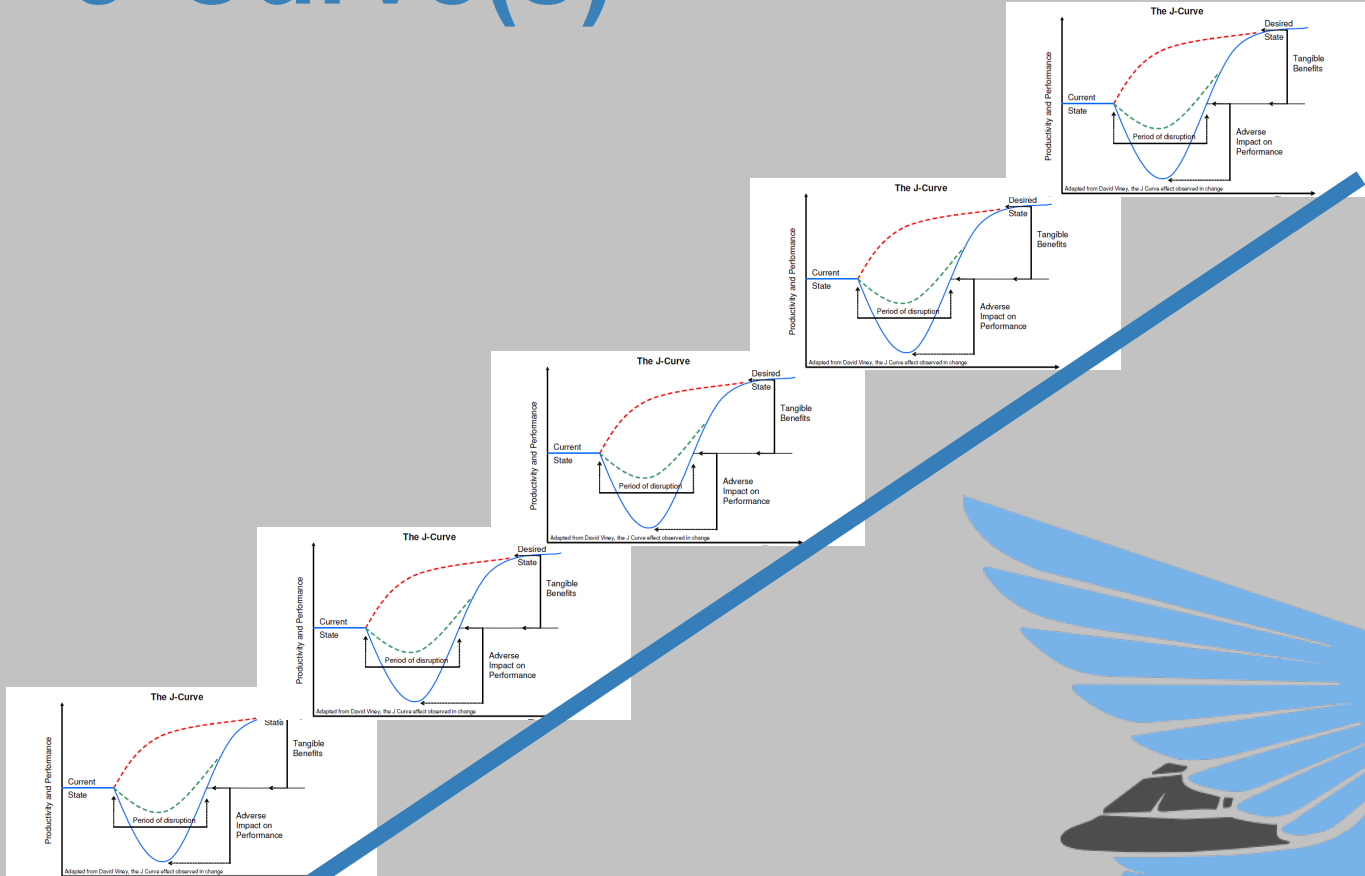 J-Curve(s)
The J-Curve
Desired
State
Tangible
Benefits
Current
State
Productivity and Performance
Period of disruption
Adverse
Impact on
Performance
Adapted from David Viney, the J Curve effect observed in change
The J-Curve
Desired
State
Tangible
Benefits
Current
State
Productivity and Performance
Period of disruption
Adverse
Impact on
Performance
Adapted from David Viney, the J Curve effect observed in change
The J-Curve
Desired
State
Tangible
Benefits
Current
State
Productivity and Performance
Period of disruption
Adverse
Impact on
Performance
Adapted from David Viney, the J Curve effect observed in change
The J-Curve
Desired
State
Tangible
Benefits
Current
State
Productivity and Performance
Period of disruption
Adverse
Impact on
Performance
Adapted from David Viney, the J Curve effect observed in change
The J-Curve
State
Tangible
Benefits
Current
State
Productivity and Performance
Period of disruption
Adverse
Impact on
Performance
Adapted from David Viney, the J Curve effect observed in change